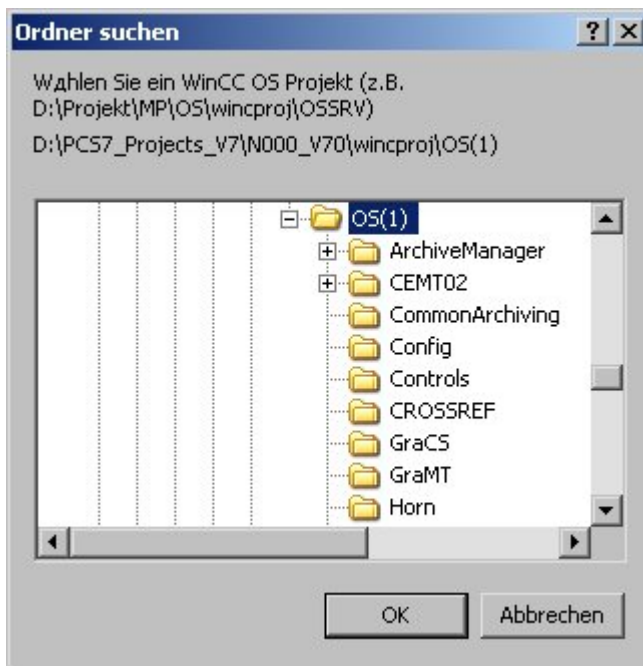 Ordner suchen
Wдhlen Sie ein WinCC OS Projekt (z.B.
D:\Projekt\MP\OS\wincproj\OSSRV)
D:\PCS7_Projects_V7\N000_V70\wincproj\OS(1)
OS(1)
ArchiveManager
CEMT02
CommonArchiving
Config
Controls
CROSSREF
GraCS
GraMT
Horn
OK
Abbrechen